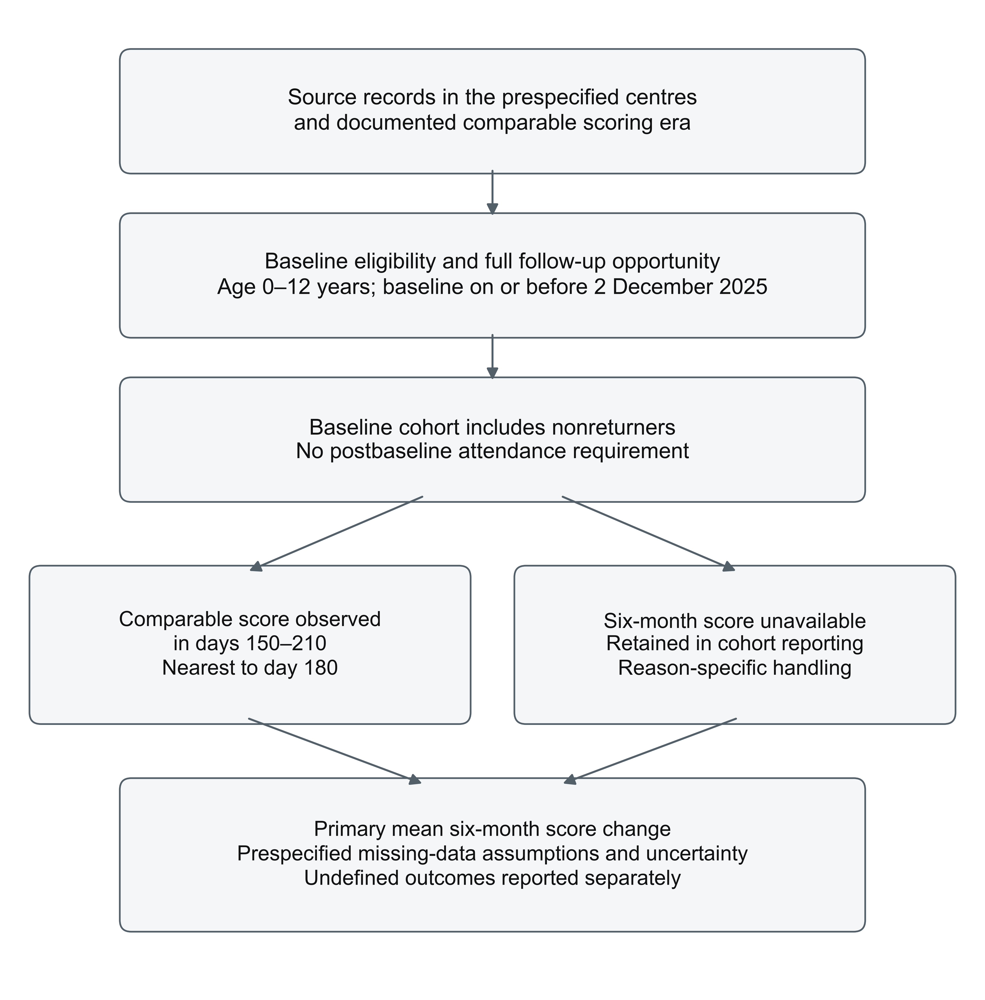 Source records in the prespecified centres
and documented comparable scoring era
Baseline eligibility and full follow-up opportunity
Age 0–12 years; baseline on or before 2 December 2025
Baseline cohort includes nonreturners
No postbaseline attendance requirement
Comparable score observed
in days 150–210
Nearest to day 180
Six-month score unavailable
Retained in cohort reporting
Reason-specific handling
Primary mean six-month score change
Prespecified missing-data assumptions and uncertainty
Undefined outcomes reported separately